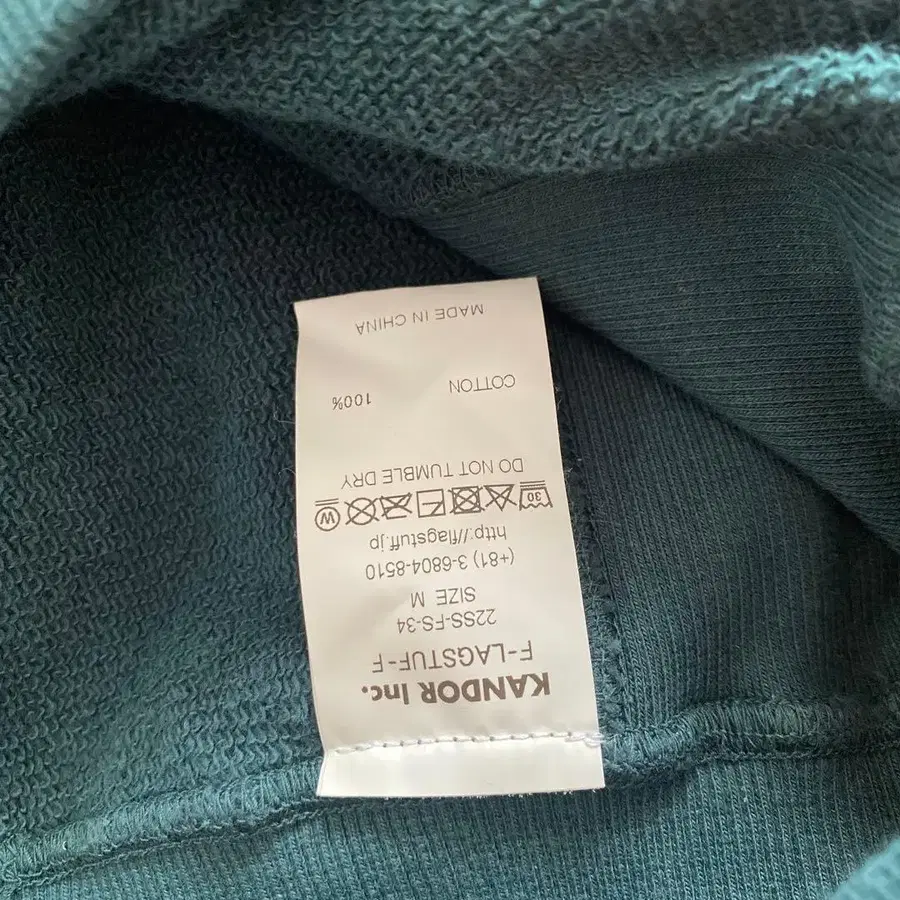 KANDOR Inc.
F-LAGSTUF-F
22SS-FS-34
SIZE M
(+81) 3-6804-8510
http://flagstuff.jp
30 W
DO NOT TUMBLE DRY
COTTON 100%
MADE IN CHINA